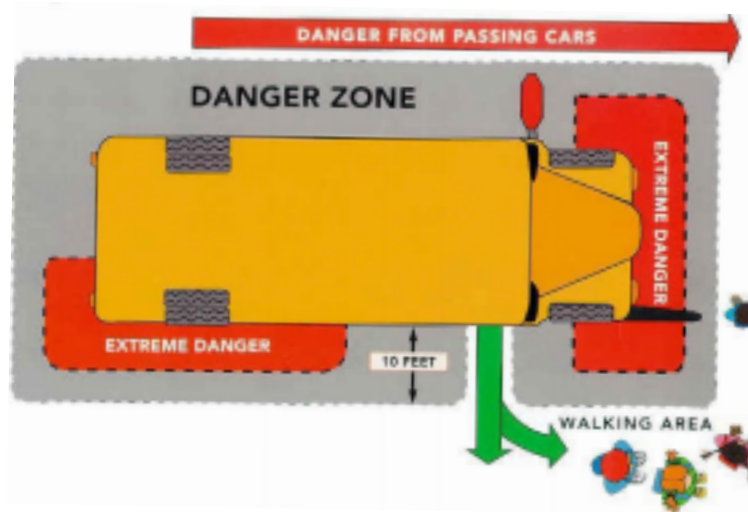 DANGER FROM PASSING CARS
DANGER ZONE
EXTREME DANGER
EXTREME DANGER
10 FEET
WALKING AREA